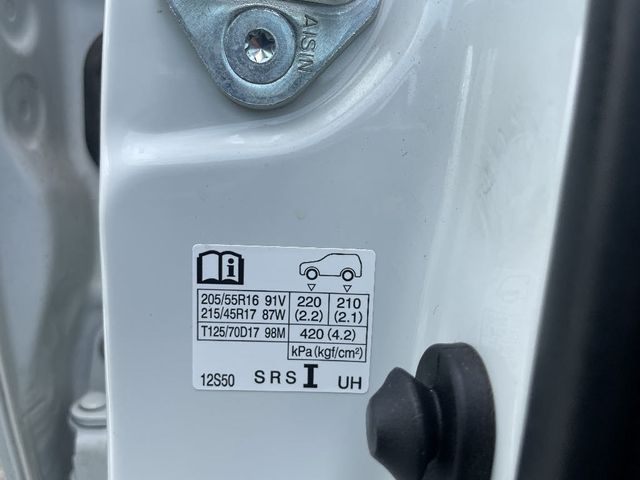 AISIN
205/55R16 91V 220 210
215/45R17 87W (2.2) (2.1)
T125/70D17 98M 420 (4.2)
kPa (kgf/cm²)
12S50 SRS I UH